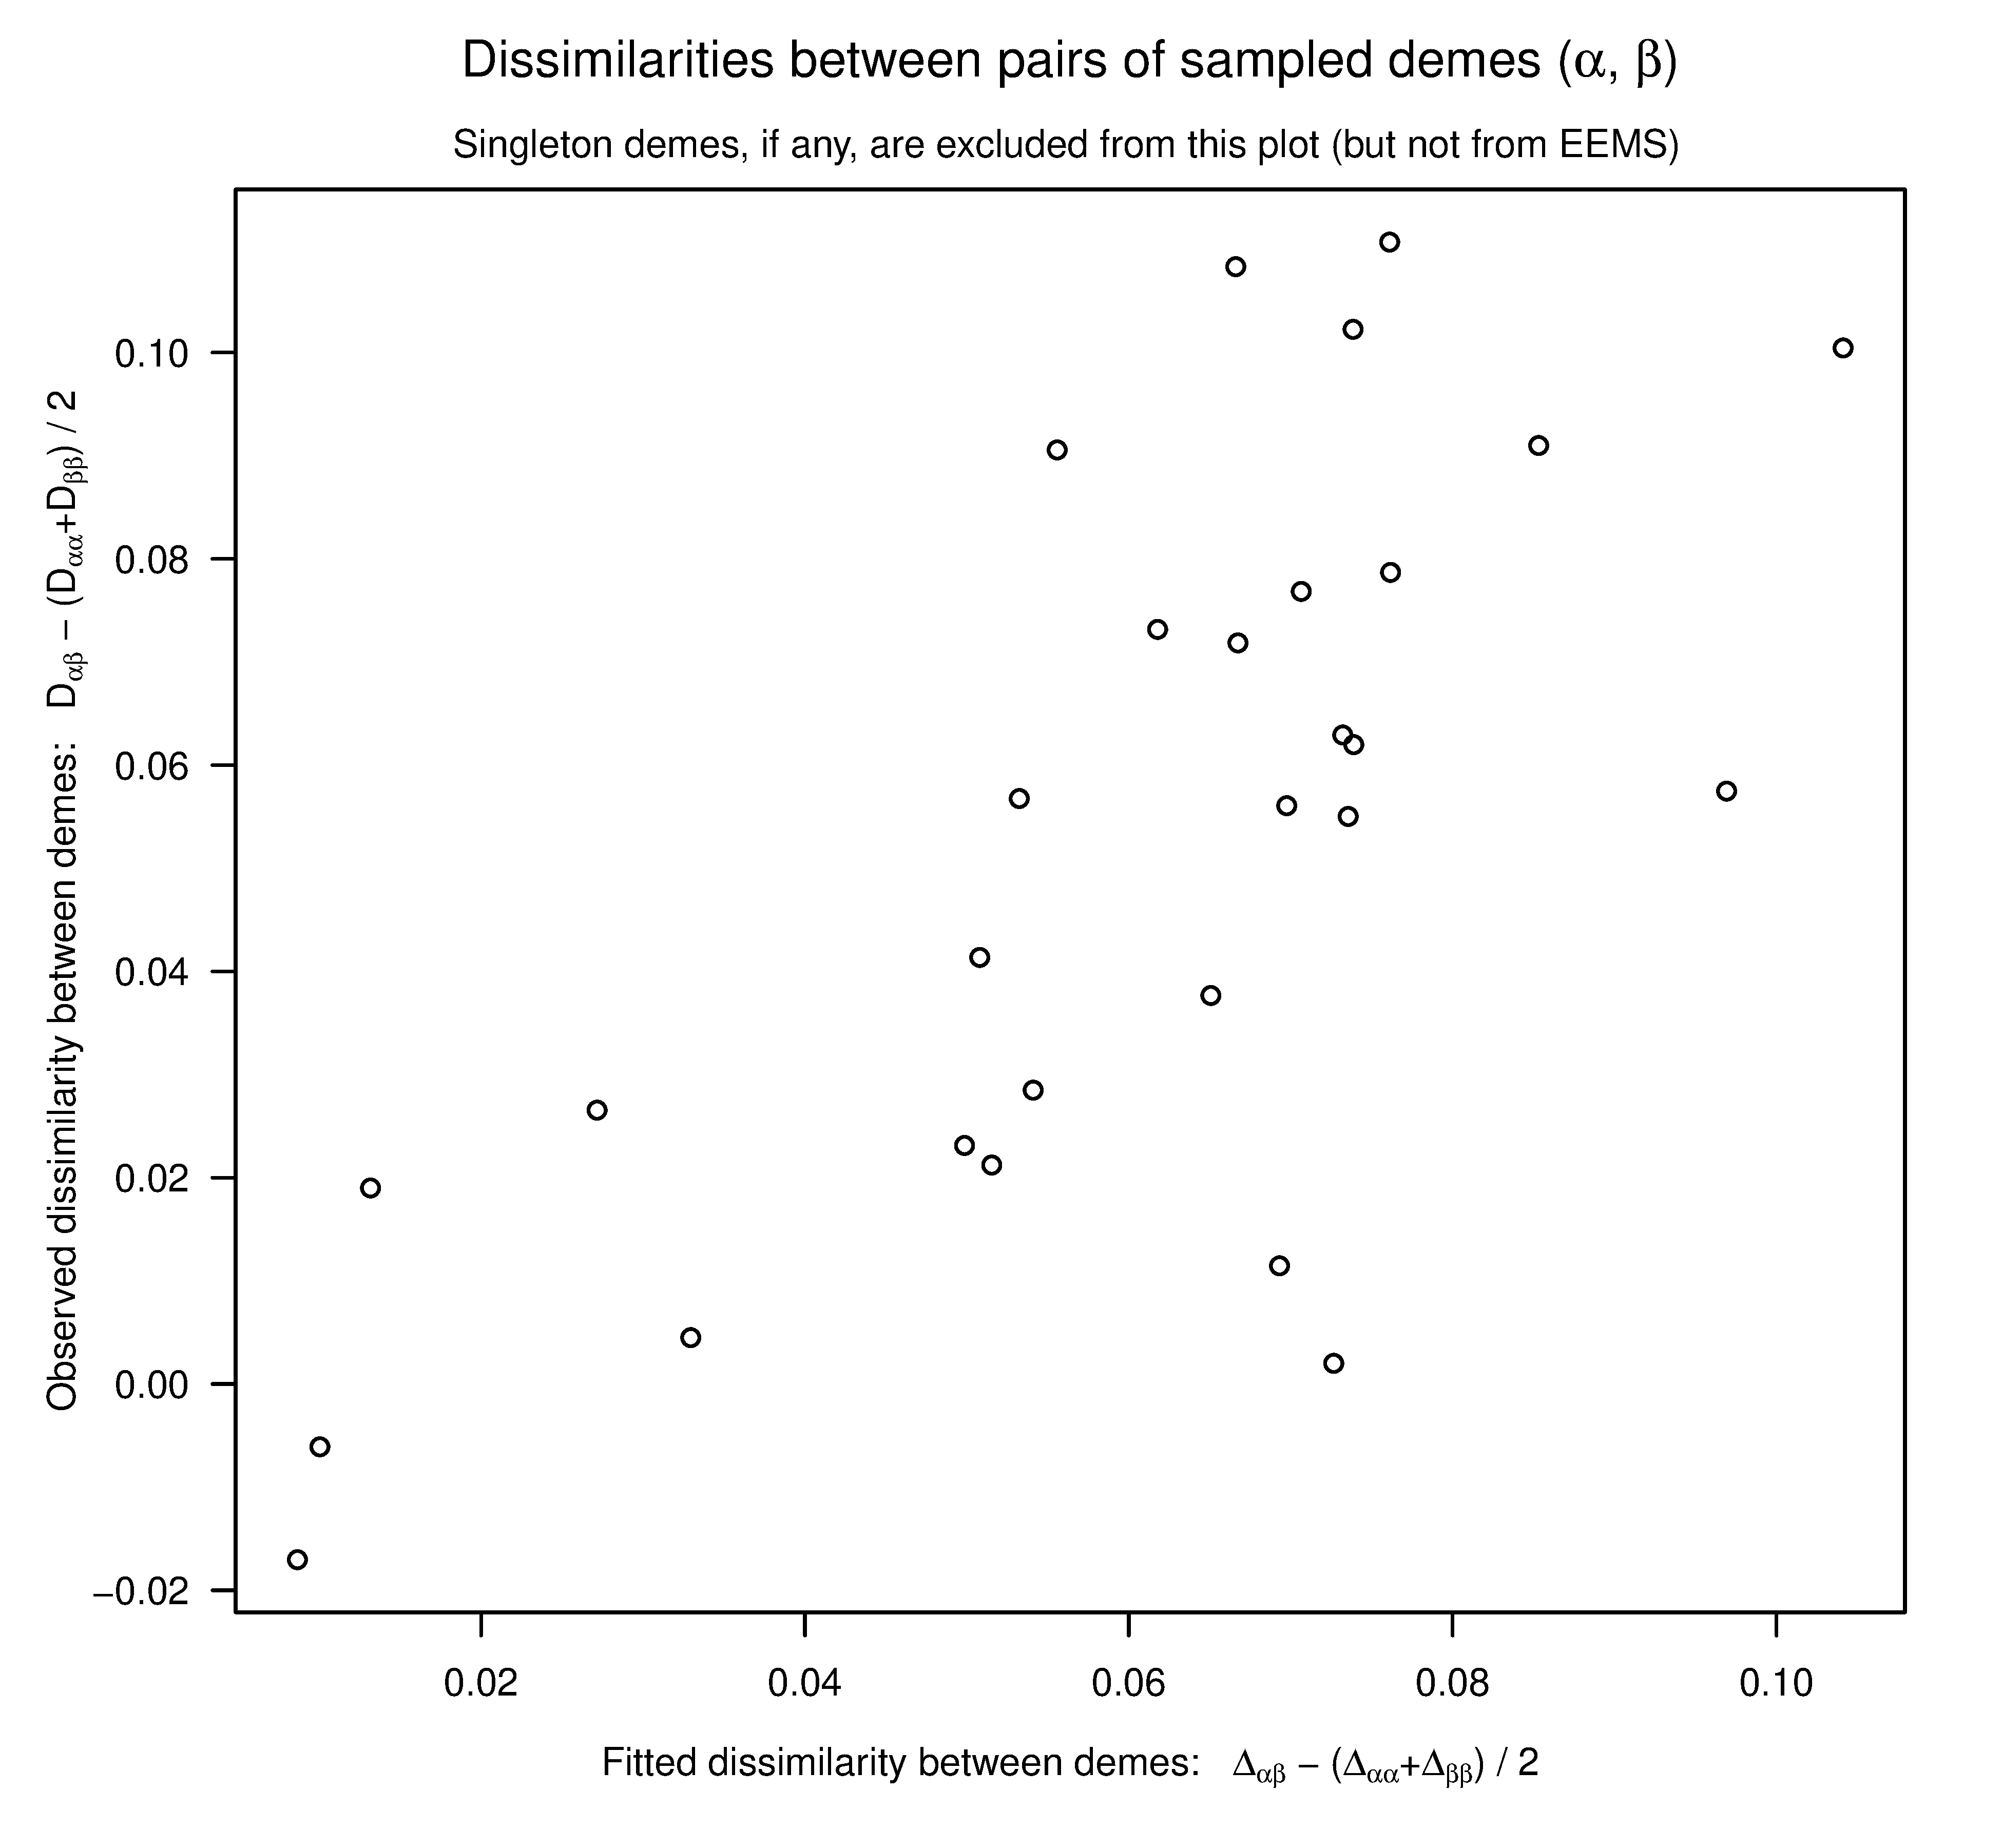 Dissimilarities between pairs of sampled demes (α, β)
Singleton demes, if any, are excluded from this plot (but not from EEMS)
Observed dissimilarity between demes: Dαβ − (Dαα+Dββ) / 2
0.10
0.08
0.06
0.04
0.02
0.00
−0.02
0.02 0.04 0.06 0.08 0.10
Fitted dissimilarity between demes: Δαβ − (Δαα+Δββ) / 2